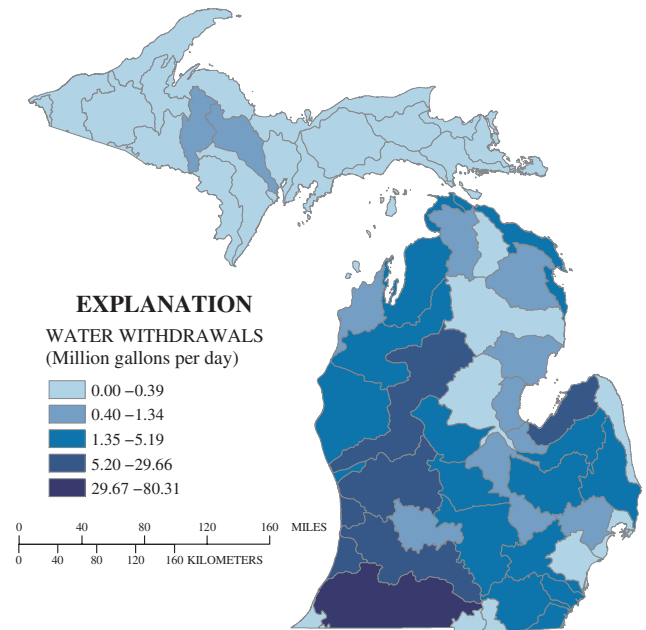 EXPLANATION
WATER WITHDRAWALS
(Million gallons per day)
0.00 –0.39
0.40 –1.34
1.35 –5.19
5.20 –29.66
29.67 –80.31
0 40 80 120 160 MILES
0 40 80 120 160 KILOMETERS